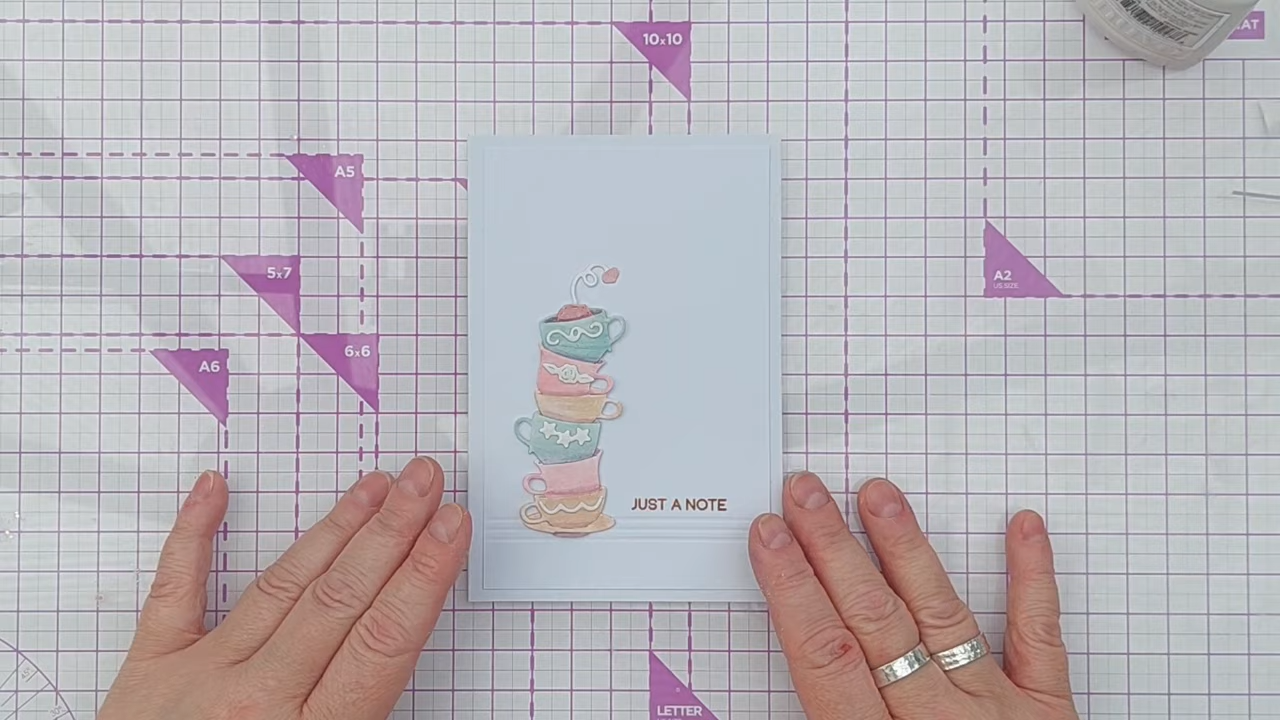 10x10
AT
A5
5x7
A2
US SIZE
6x6
A6
JUST A NOTE
LETTER